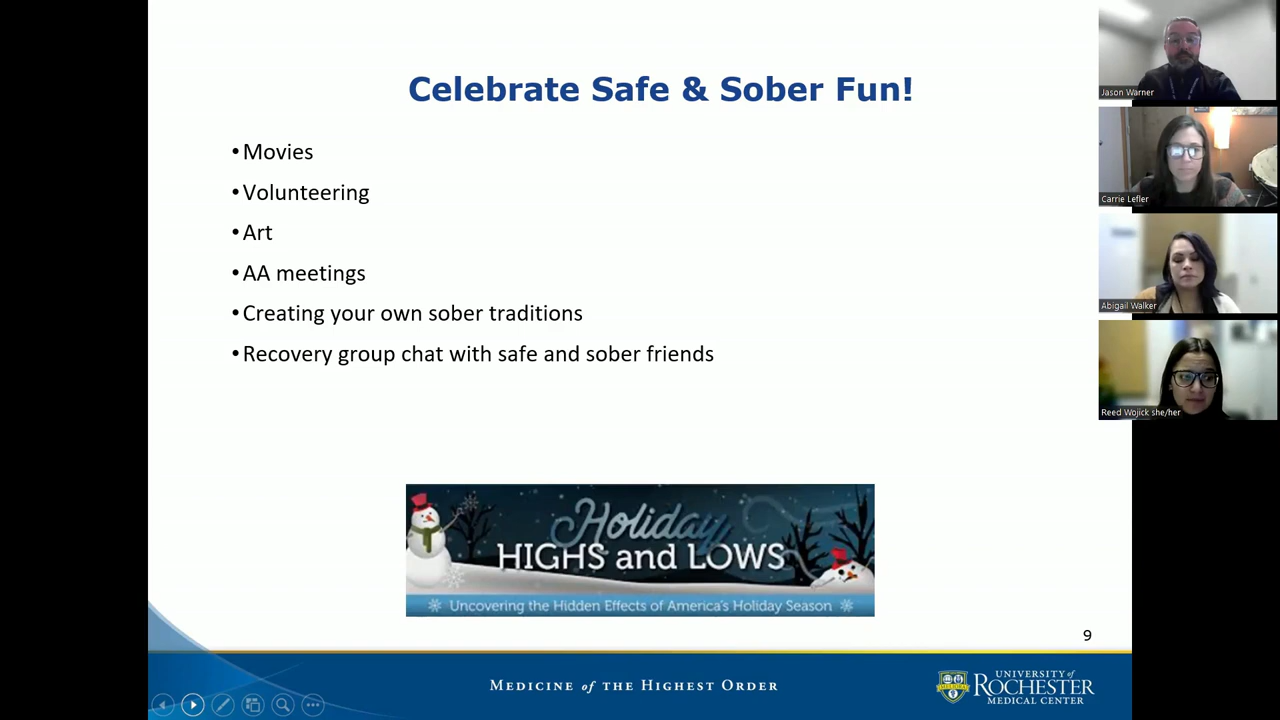 Celebrate Safe & Sober Fun!
•Movies
•Volunteering
•Art
•AA meetings
•Creating your own sober traditions
•Recovery group chat with safe and sober friends
Holiday
HIGHS and LOWS
Uncovering the Hidden Effects of America's Holiday Season
9
MEDICINE of THE HIGHEST ORDER
UNIVERSITY of
ROCHESTER
MEDICAL CENTER
Jason Warner
Carrie Lefler
Abigail Walker
Reed Wojick she/her